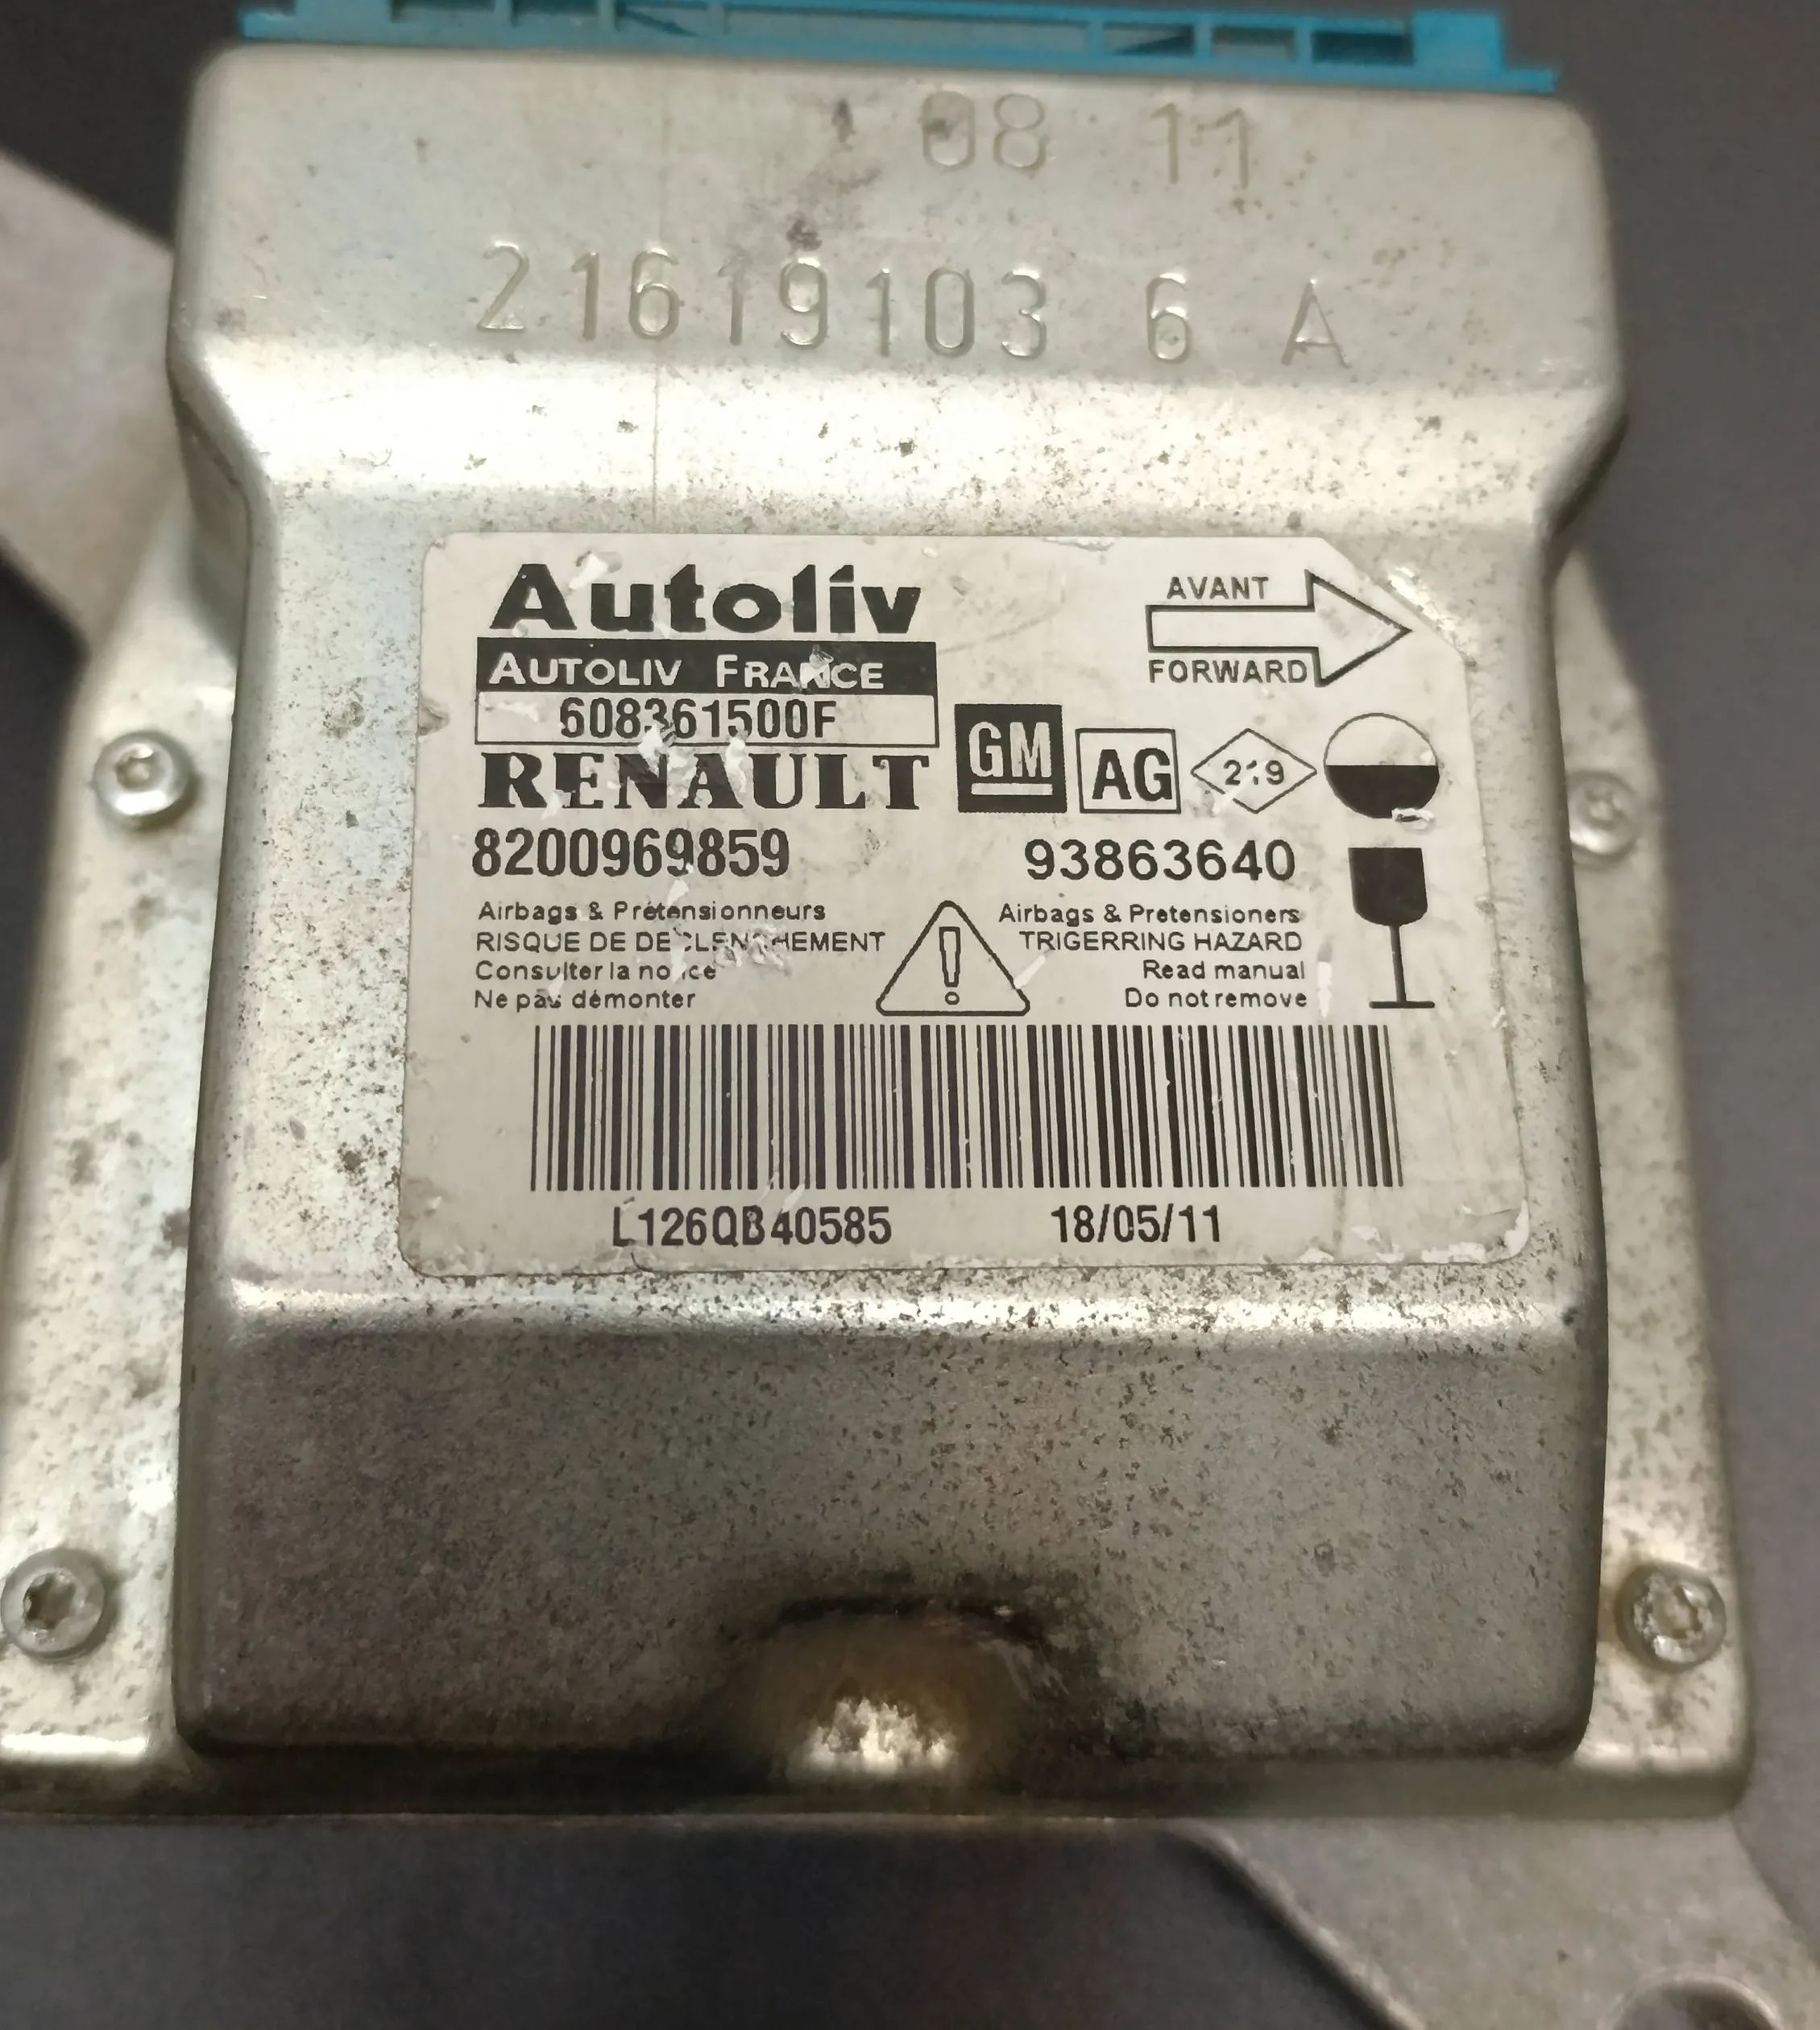 08 11
21619103 6 A
Autoliv
AVANT
AUTOLIV FRANCE
FORWARD
608361500F
RENAULT
GM
AG
219
8200969859
93863640
Airbags & Prétensionneurs
RISQUE DE DECLENCHEMENT
Consulter la notice
Ne pas démonter
Airbags & Pretensioners
TRIGERRING HAZARD
Read manual
Do not remove
L126QB40585 18/05/11